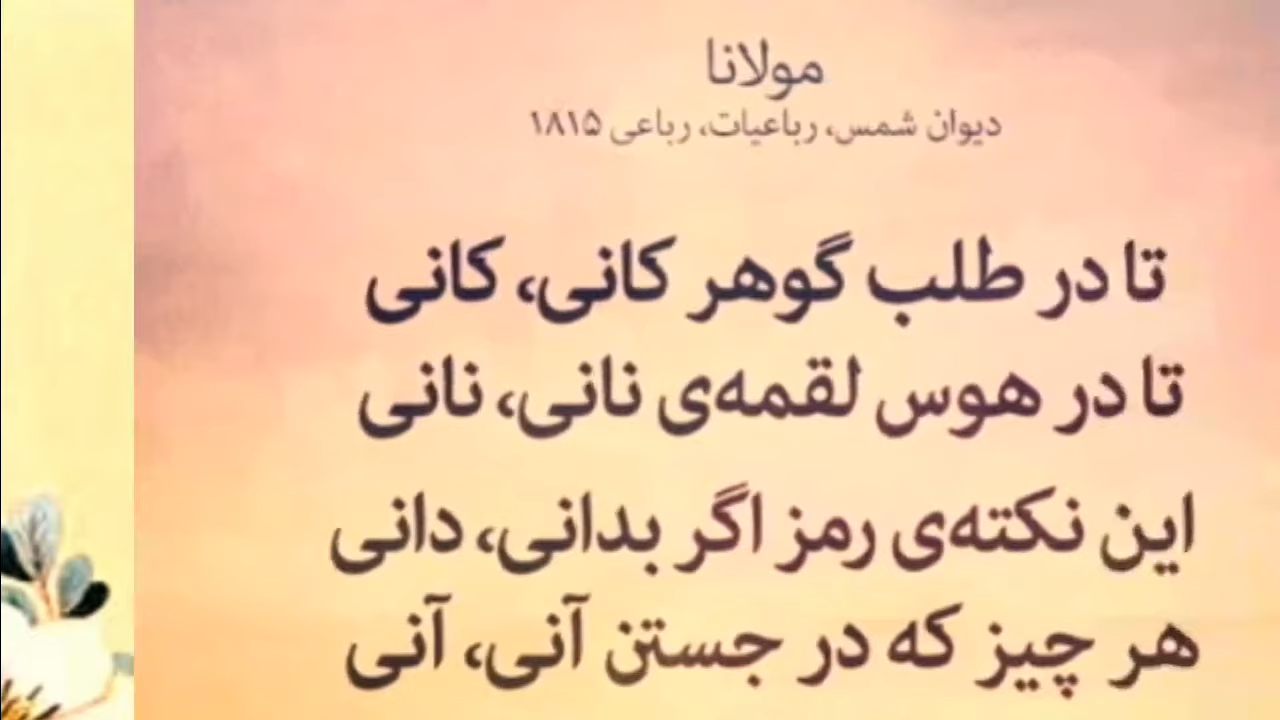 مولانا
دیوان شمس، رباعیات، رباعی ۱۸۱۵
تا در طلب گوهر کانی، کانی
تا در هوس لقمه‌ی نانی، نانی
این نکته‌ی رمز اگر بدانی، دانی
هر چیز که در جستن آنی، آنی